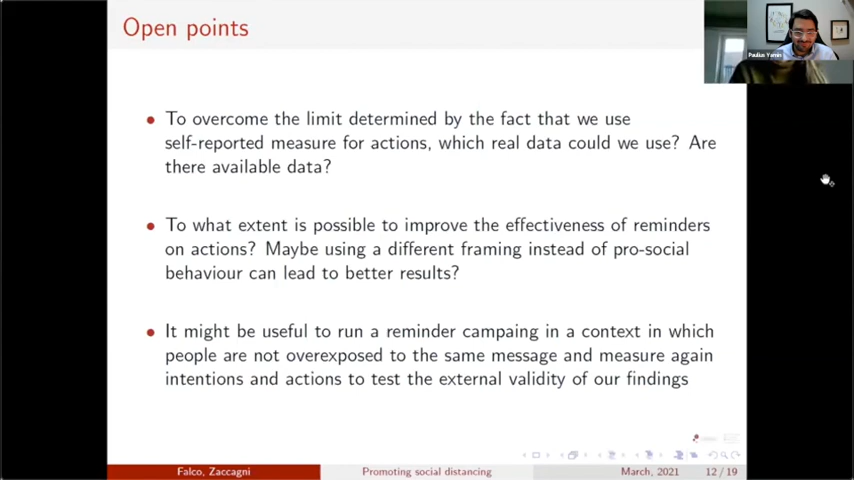 Open points
Paulius Yamin
• To overcome the limit determined by the fact that we use
self-reported measure for actions, which real data could we use? Are
there available data?
• To what extent is possible to improve the effectiveness of reminders
on actions? Maybe using a different framing instead of pro-social
behaviour can lead to better results?
• It might be useful to run a reminder campaing in a context in which
people are not overexposed to the same message and measure again
intentions and actions to test the external validity of our findings
Falco, Zaccagni
Promoting social distancing
March, 2021
12 / 19